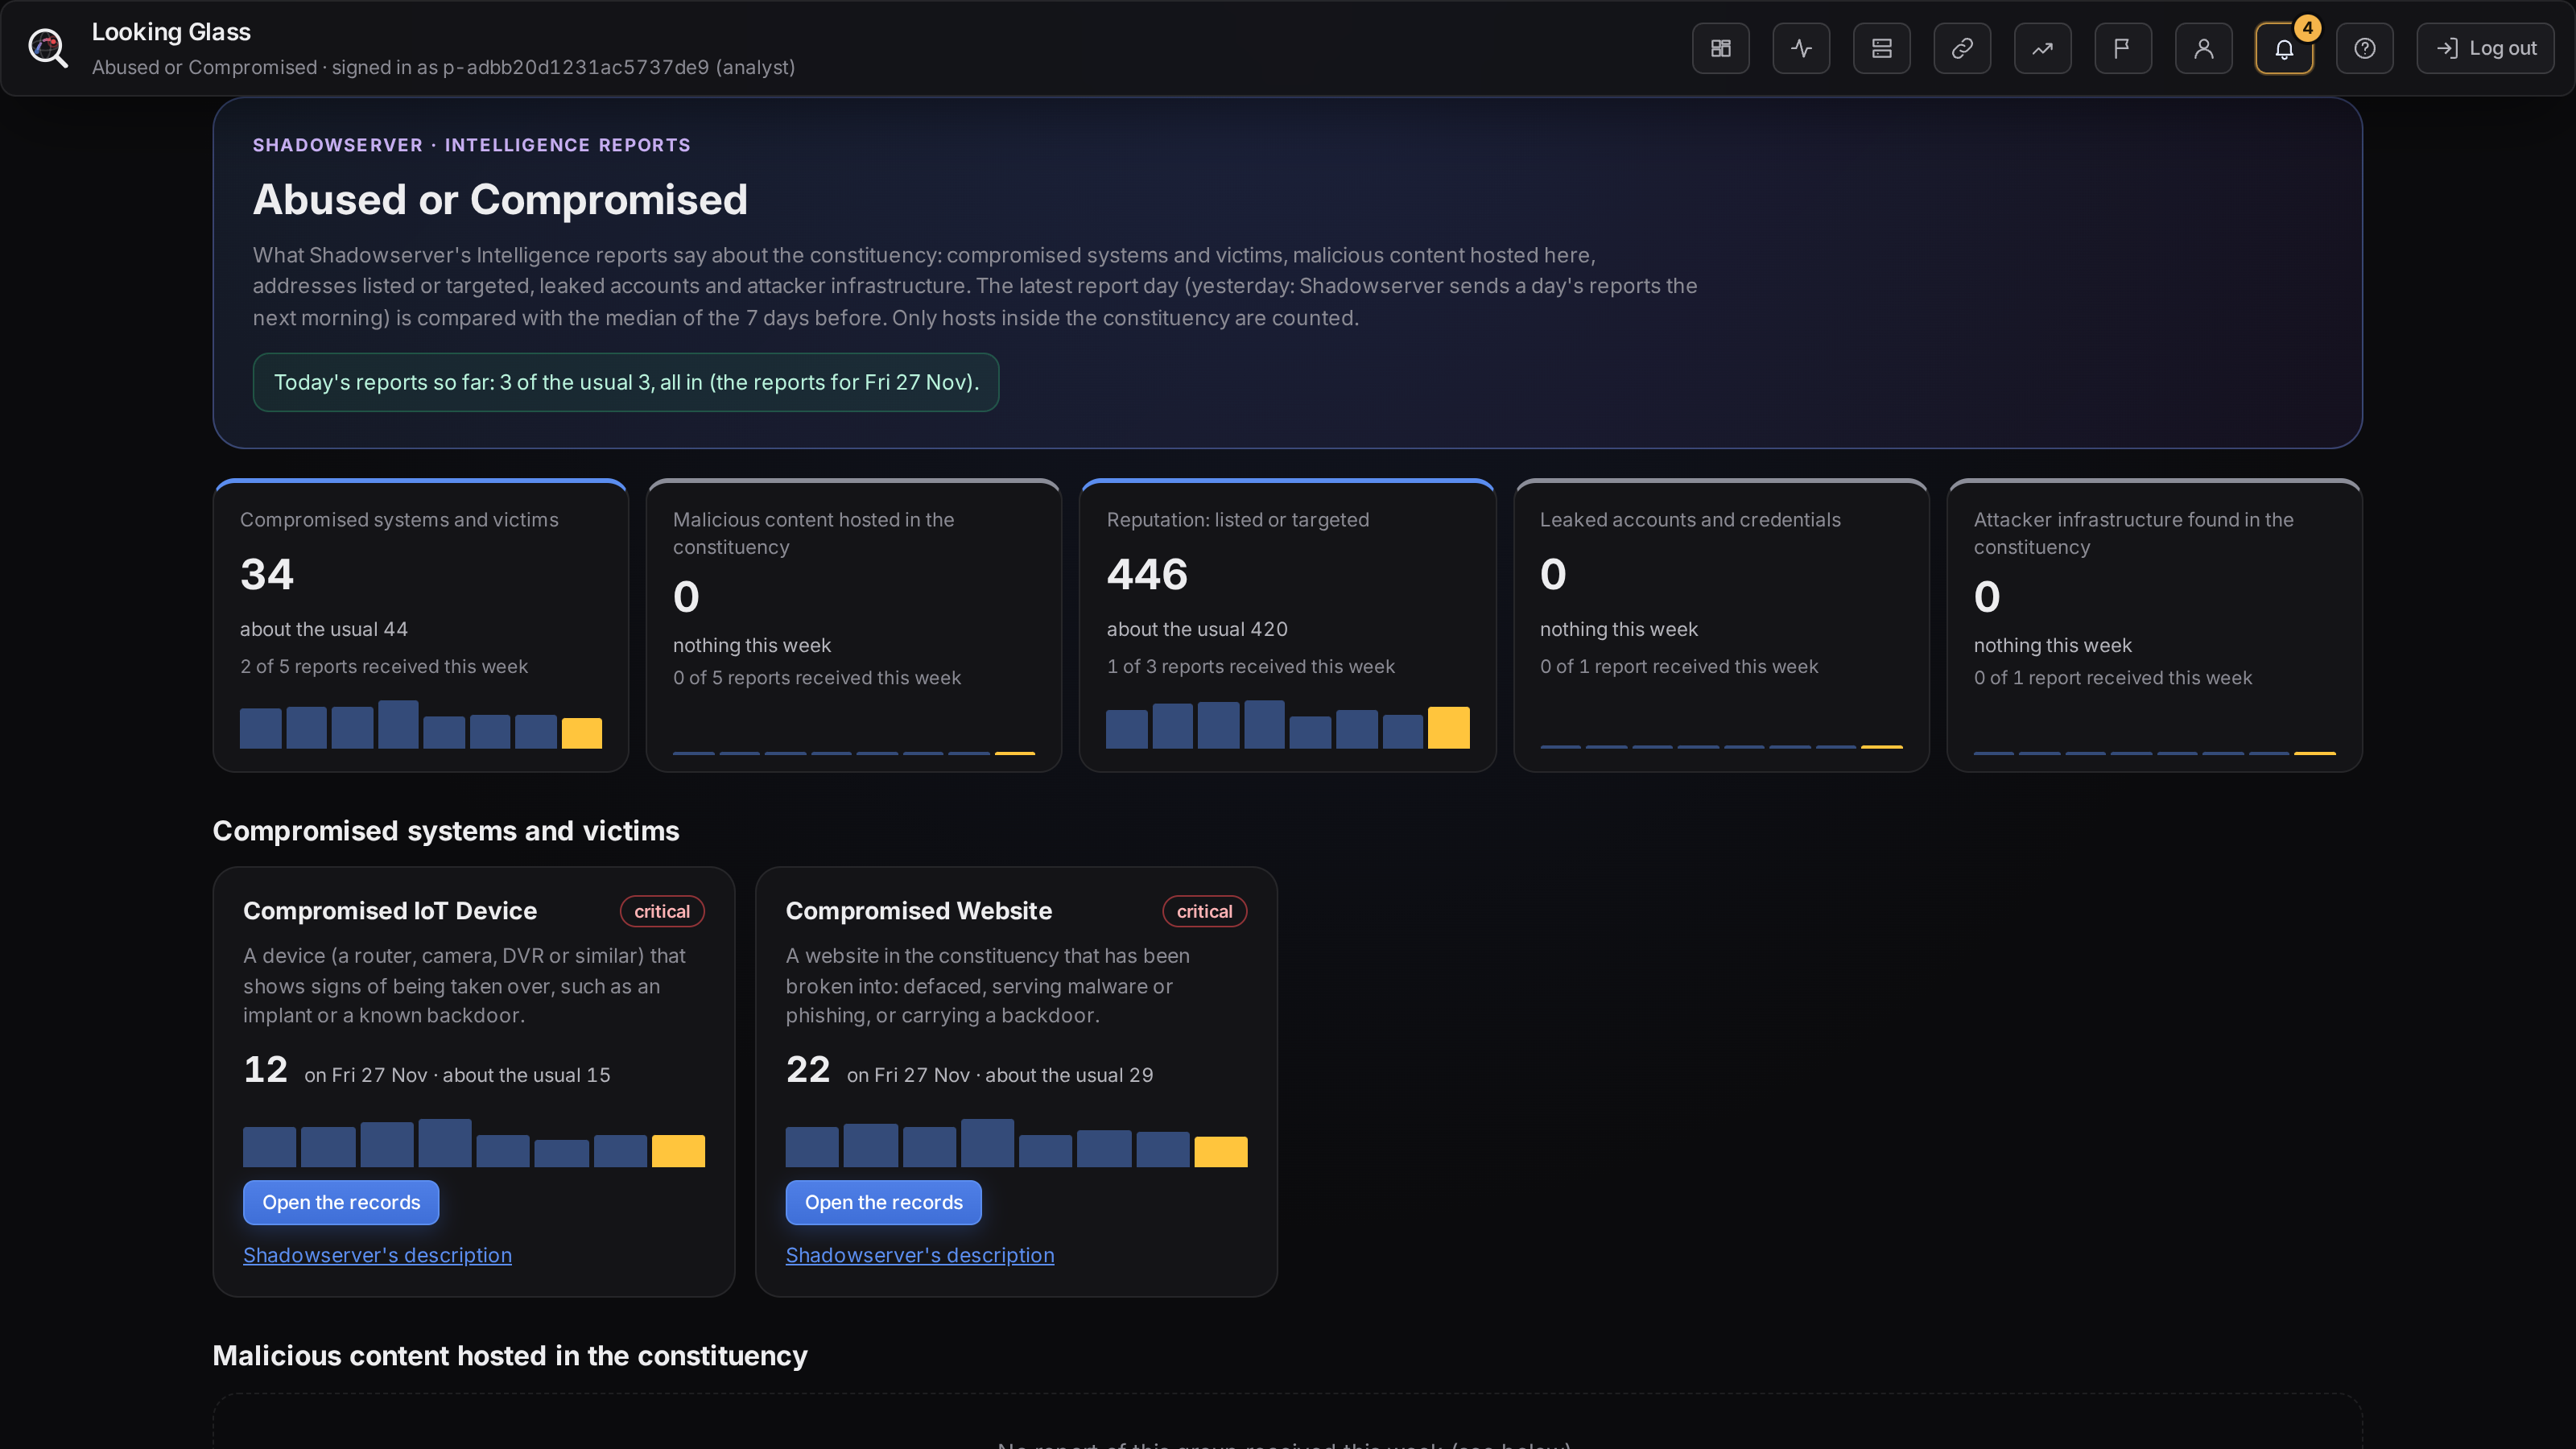 Looking Glass
Abused or Compromised · signed in as p-adbb20d1231ac5737de9 (analyst)
4
Log out
SHADOWSERVER · INTELLIGENCE REPORTS
Abused or Compromised
What Shadowserver's Intelligence reports say about the constituency: compromised systems and victims, malicious content hosted here,
addresses listed or targeted, leaked accounts and attacker infrastructure. The latest report day (yesterday: Shadowserver sends a day's reports the
next morning) is compared with the median of the 7 days before. Only hosts inside the constituency are counted.
Today's reports so far: 3 of the usual 3, all in (the reports for Fri 27 Nov).
Compromised systems and victims
34
about the usual 44
2 of 5 reports received this week
Malicious content hosted in the
constituency
0
nothing this week
0 of 5 reports received this week
Reputation: listed or targeted
446
about the usual 420
1 of 3 reports received this week
Leaked accounts and credentials
0
nothing this week
0 of 1 report received this week
Attacker infrastructure found in the
constituency
0
nothing this week
0 of 1 report received this week
Compromised systems and victims
Compromised IoT Device
critical
A device (a router, camera, DVR or similar) that
shows signs of being taken over, such as an
implant or a known backdoor.
12 on Fri 27 Nov · about the usual 15
Open the records
Shadowserver's description
Compromised Website
critical
A website in the constituency that has been
broken into: defaced, serving malware or
phishing, or carrying a backdoor.
22 on Fri 27 Nov · about the usual 29
Open the records
Shadowserver's description
Malicious content hosted in the constituency
No report of this group received this week (see below)